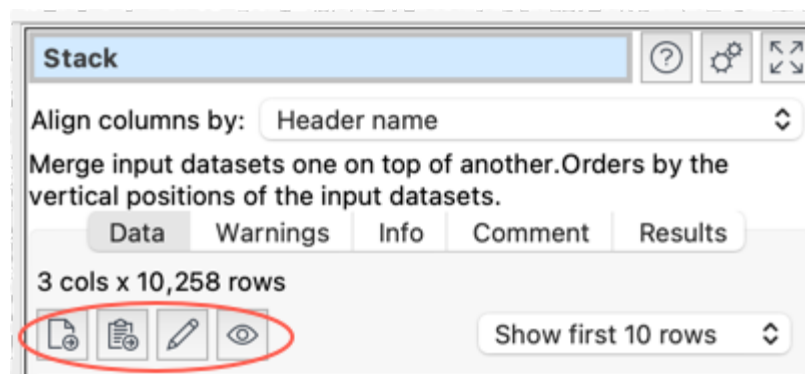 Stack
Align columns by: Header name
Merge input datasets one on top of another.Orders by the
vertical positions of the input datasets.
Data Warnings Info Comment Results
3 cols x 10,258 rows
Show first 10 rows